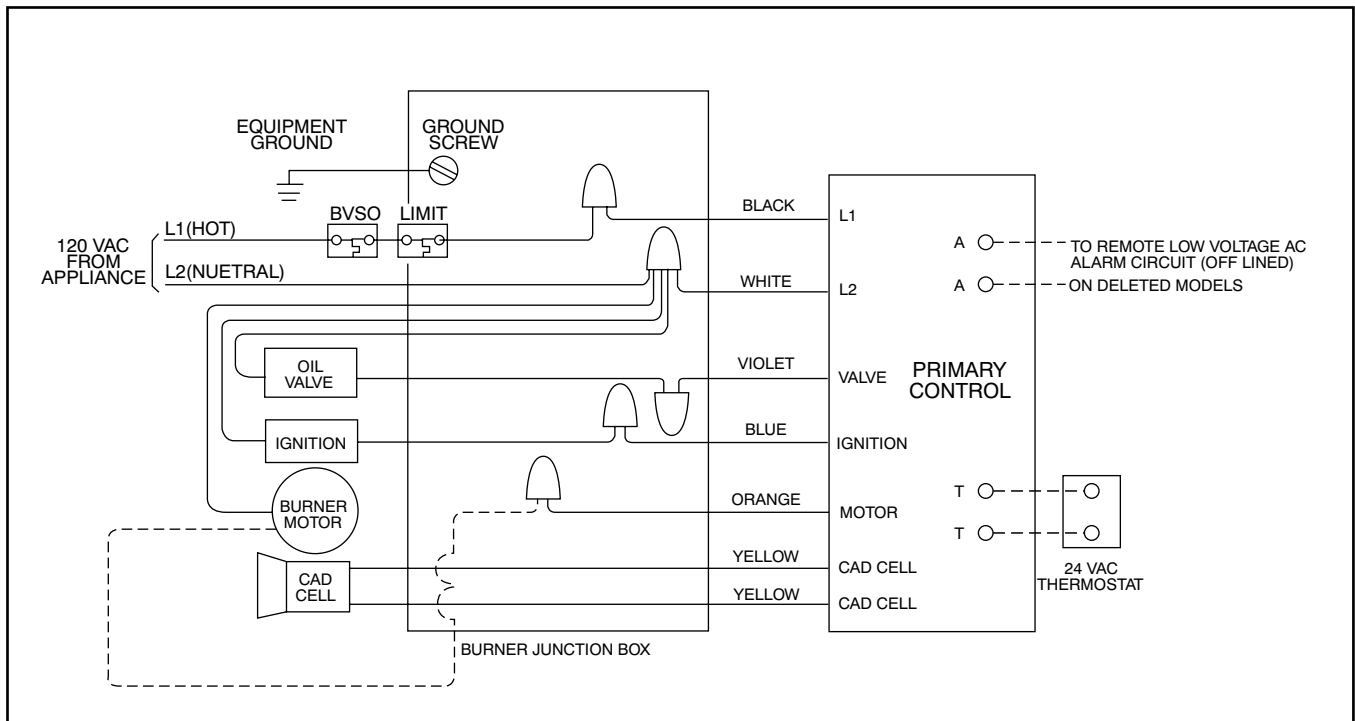 EQUIPMENT
GROUND
GROUND
SCREW
BVSO
LIMIT
L1(HOT)
120 VAC
FROM
APPLIANCE
L2(NUETRAL)
BLACK
L1
A
TO REMOTE LOW VOLTAGE AC
ALARM CIRCUIT (OFF LINED)
A
ON DELETED MODELS
WHITE
L2
OIL
VALVE
VIOLET
VALVE
PRIMARY
CONTROL
IGNITION
BLUE
IGNITION
BURNER
MOTOR
ORANGE
MOTOR
T
T
24 VAC
THERMOSTAT
CAD
CELL
YELLOW
CAD CELL
YELLOW
CAD CELL
BURNER JUNCTION BOX